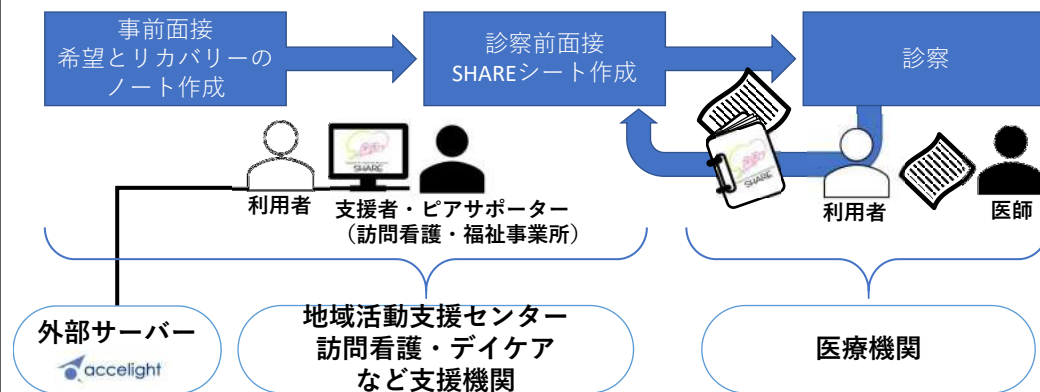 事前面接
希望とリカバリーの
ノート作成
診察前面接
SHAREシート作成
診察
SHARE
SHARE
利用者
支援者・ピアサポーター
（訪問看護・福祉事業所）
利用者
医師
外部サーバー
accelight
地域活動支援センター
訪問看護・デイケア
など支援機関
医療機関